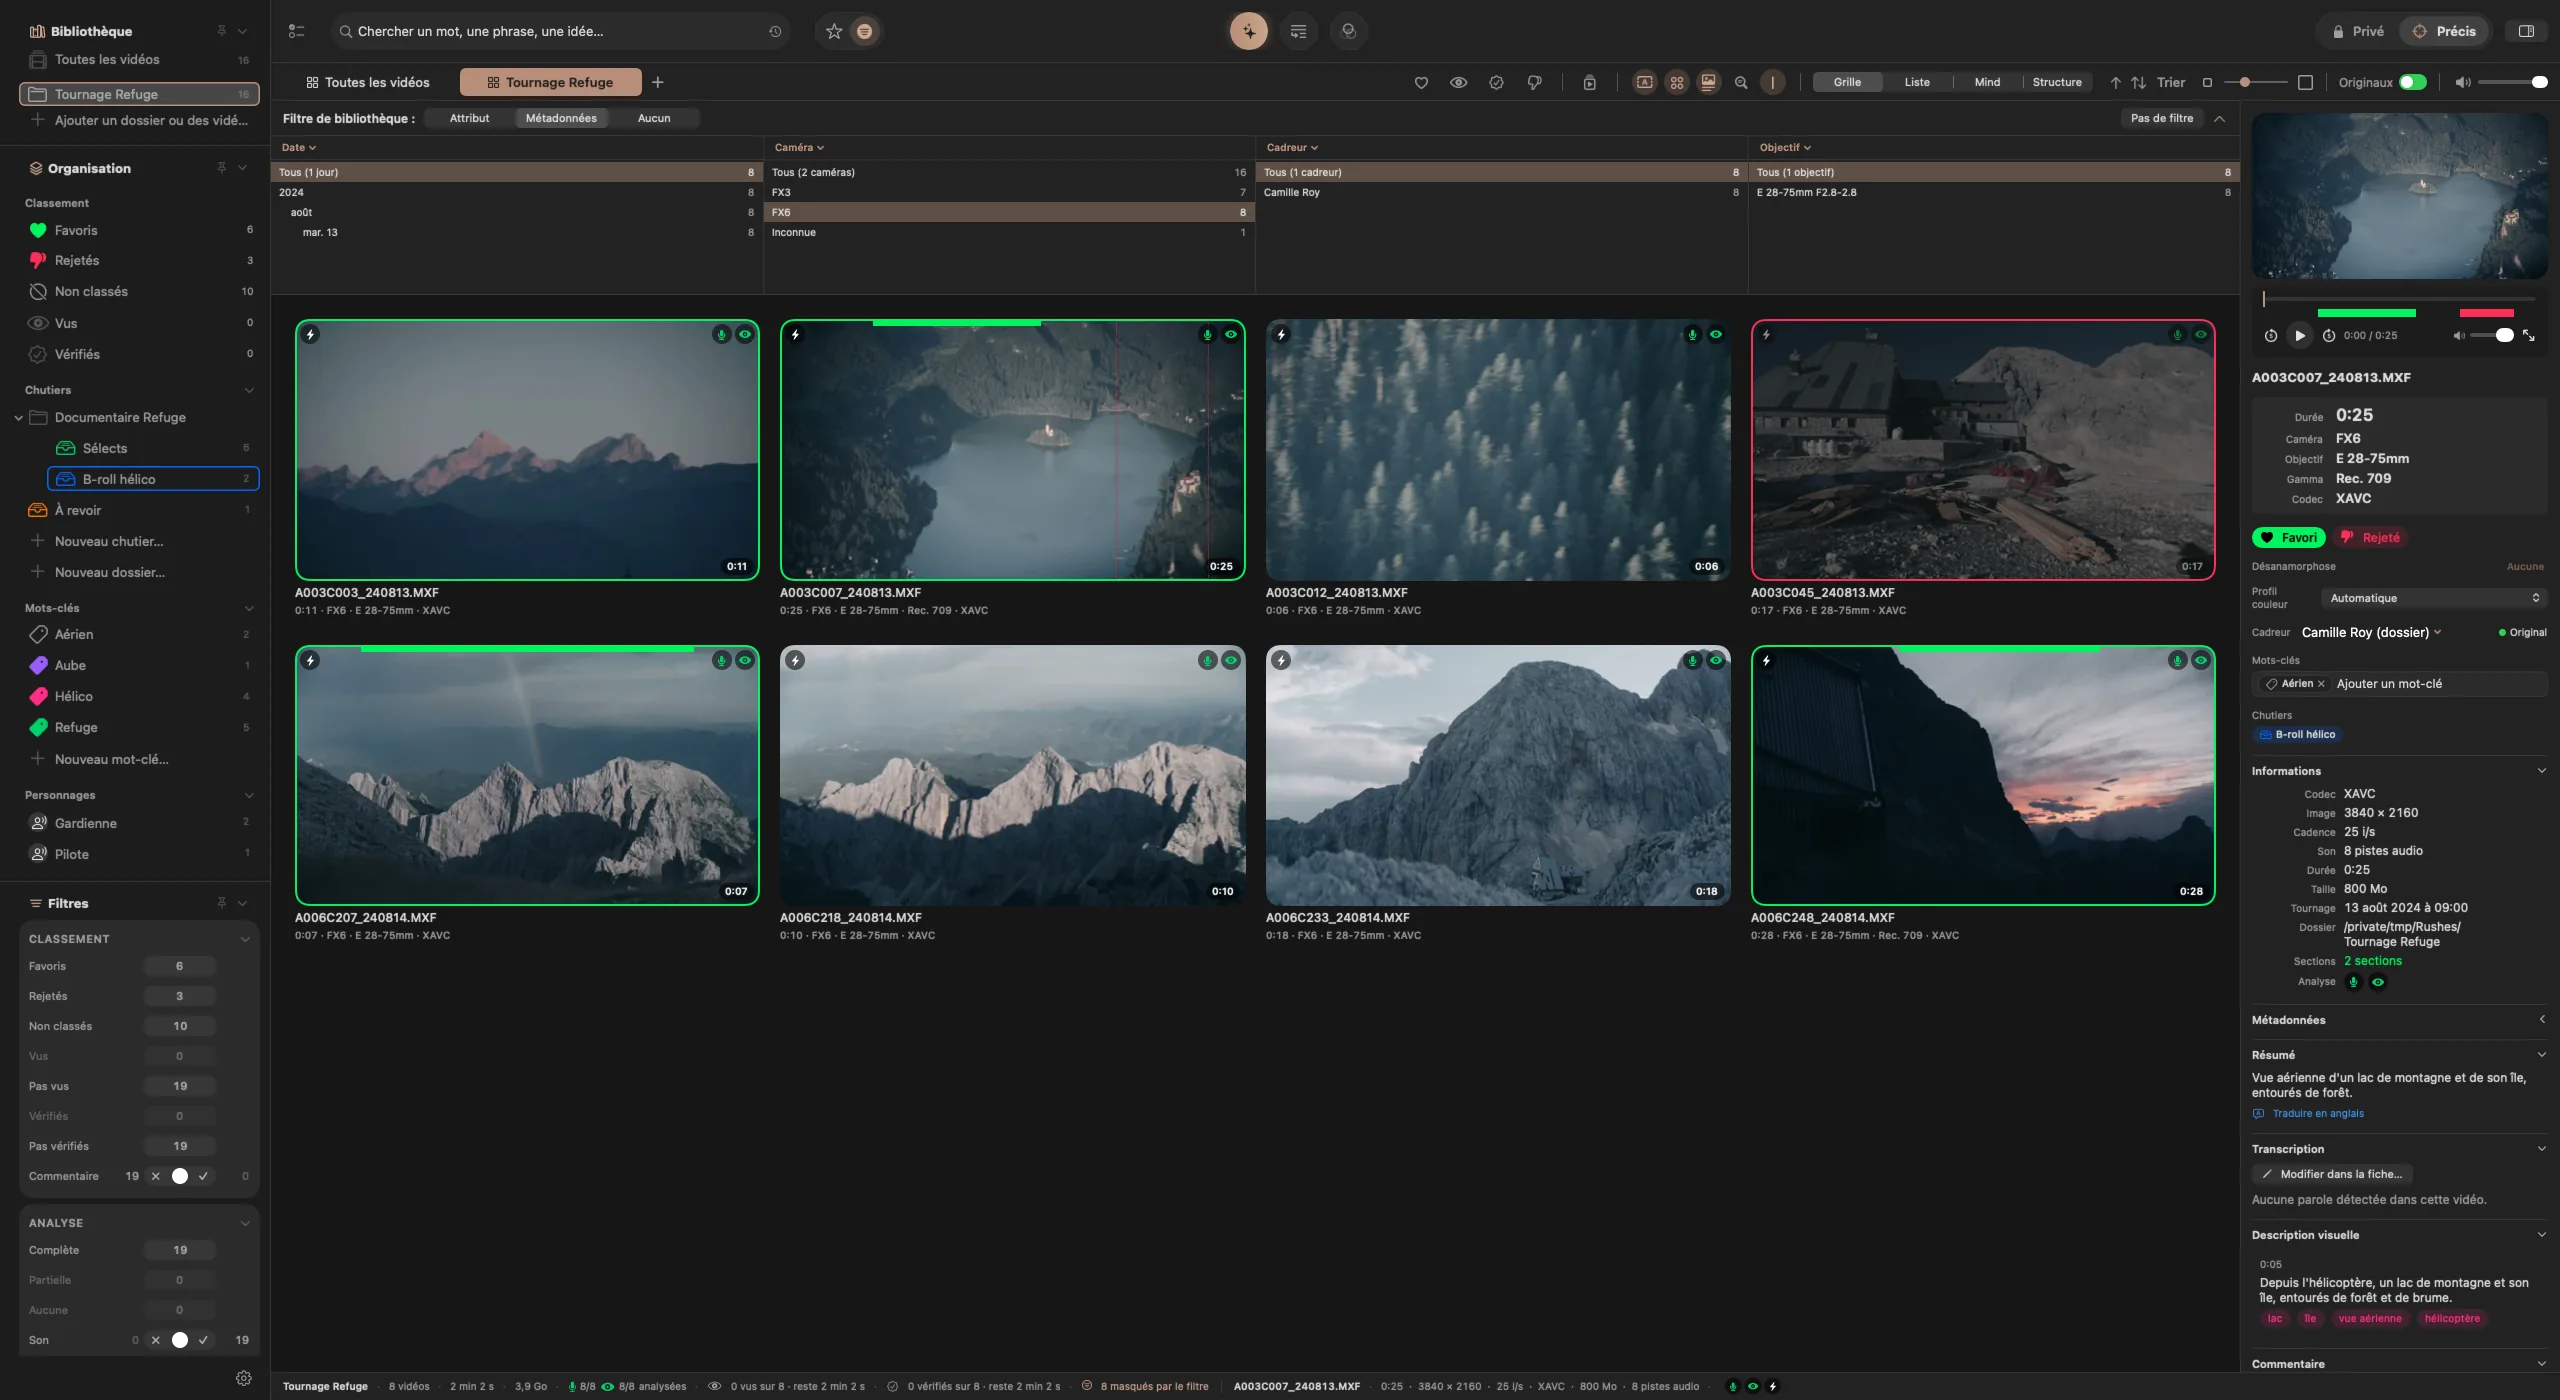 Bibliothèque
Toutes les vidéos 16
Tournage Refuge 16
Ajouter un dossier ou des vidé...
Organisation
Classement
Favoris 6
Rejetés 3
Non classés 10
Vus 0
Vérifiés 0
Chutiers
Documentaire Refuge
Sélects 6
B-roll hélico 2
À revoir 1
Nouveau chutier...
Nouveau dossier...
Mots-clés
Aérien 2
Aube 1
Hélico 4
Refuge 5
Nouveau mot-clé...
Personnages
Gardienne 2
Pilote 1
Filtres
CLASSEMENT
Favoris 6
Rejetés 3
Non classés 10
Vus 0
Pas vus 19
Vérifiés 0
Pas vérifiés 19
Commentaire 19 0
ANALYSE
Complète 19
Partielle 0
Aucune 0
Son 0 19
Chercher un mot, une phrase, une idée...
Privé Précis
Toutes les vidéos Tournage Refuge
Grille Liste Mind Structure Trier Originaux
Filtre de bibliothèque : Attribut Métadonnées Aucun Pas de filtre
Date Caméra Cadreur Objectif
Tous (1 jour) 8 Tous (2 caméras) 16 Tous (1 cadreur) 8 Tous (1 objectif) 8
2024 8 FX3 7 Camille Roy 8 E 28-75mm F2.8-2.8 8
août 8 FX6 8
mar. 13 8 Inconnue 1
0:11 0:25 0:06 0:17
A003C003_240813.MXF A003C007_240813.MXF A003C012_240813.MXF A003C045_240813.MXF
0:11 · FX6 · E 28-75mm · XAVC 0:25 · FX6 · E 28-75mm · Rec. 709 · XAVC 0:06 · FX6 · E 28-75mm · XAVC 0:17 · FX6 · E 28-75mm · XAVC
0:07 0:10 0:18 0:28
A006C207_240814.MXF A006C218_240814.MXF A006C233_240814.MXF A006C248_240814.MXF
0:07 · FX6 · E 28-75mm · XAVC 0:10 · FX6 · E 28-75mm · XAVC 0:18 · FX6 · E 28-75mm · XAVC 0:28 · FX6 · E 28-75mm · Rec. 709 · XAVC
0:00 / 0:25
A003C007_240813.MXF
Durée 0:25
Caméra FX6
Objectif E 28-75mm
Gamma Rec. 709
Codec XAVC
Favori Rejeté
Désanamorphose Aucune
Profil couleur Automatique
Cadreur Camille Roy (dossier) Original
Mots-clés
Aérien Ajouter un mot-clé
Chutiers
B-roll hélico
Informations
Codec XAVC
Image 3840 × 2160
Cadence 25 i/s
Son 8 pistes audio
Durée 0:25
Taille 800 Mo
Tournage 13 août 2024 à 09:00
Dossier /private/tmp/Rushes/
Tournage Refuge
Sections 2 sections
Analyse
Métadonnées
Résumé
Vue aérienne d'un lac de montagne et de son île,
entourés de forêt.
Traduire en anglais
Transcription
Modifier dans la fiche...
Aucune parole détectée dans cette vidéo.
Description visuelle
0:05
Depuis l'hélicoptère, un lac de montagne et son
île, entourés de forêt et de brume.
lac île vue aérienne hélicoptère
Commentaire
Tournage Refuge · 8 vidéos · 2 min 2 s · 3,9 Go · 8/8 8/8 analysées · 0 vus sur 8 · reste 2 min 2 s · 0 vérifiés sur 8 · reste 2 min 2 s · 8 masqués par le filtre A003C007_240813.MXF · 0:25 · 3840 × 2160 · 25 i/s · XAVC · 800 Mo · 8 pistes audio